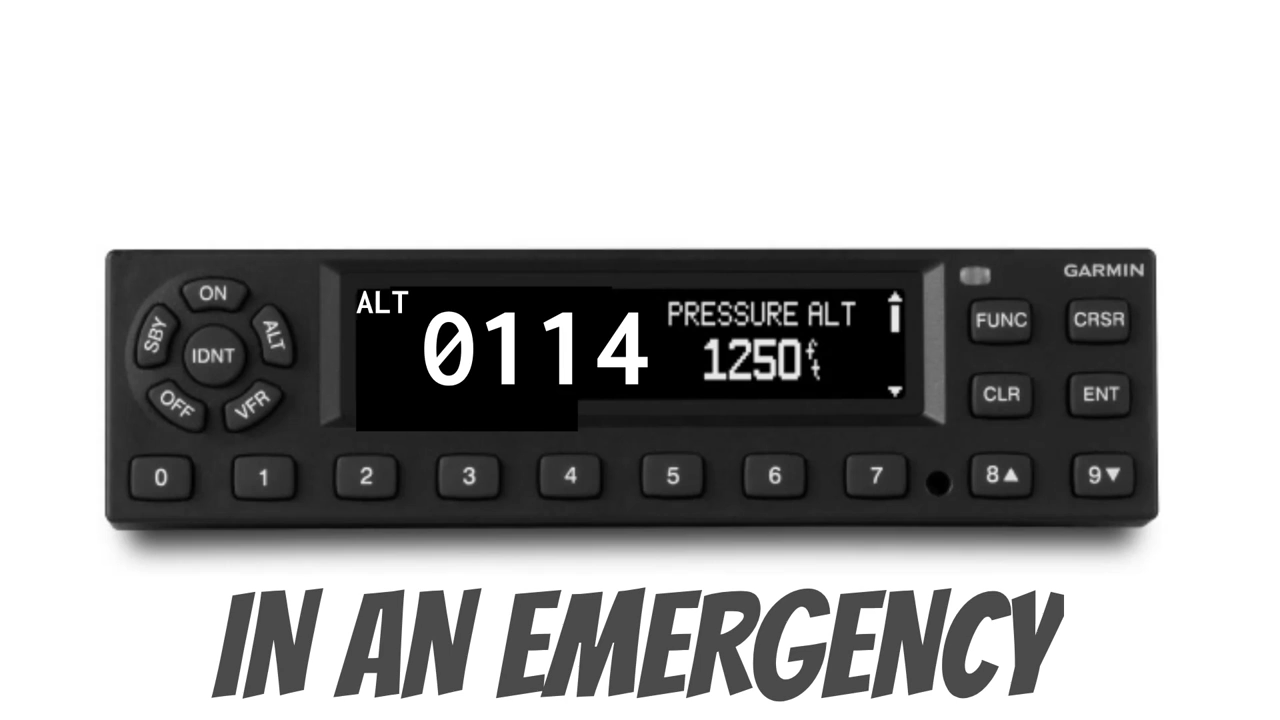 GARMIN
ON
SBY
ALT
IDNT
OFF
VFR
ALT
0114
PRESSURE ALT
1250ft
FUNC
CRSR
CLR
ENT
0 1 2 3 4 5 6 7 8▲ 9▼
IN AN EMERGENCY